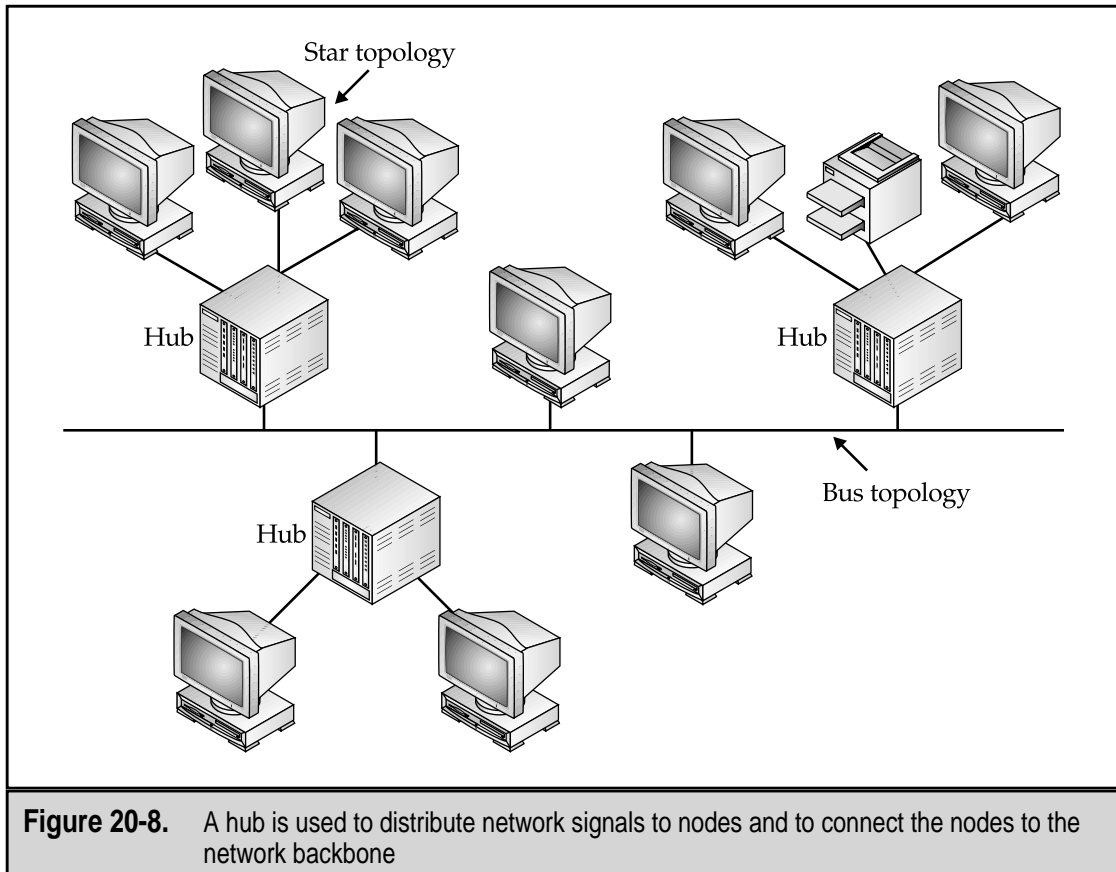 Star topology
Hub
Hub
Bus topology
Hub
Figure 20-8. A hub is used to distribute network signals to nodes and to connect the nodes to the
network backbone